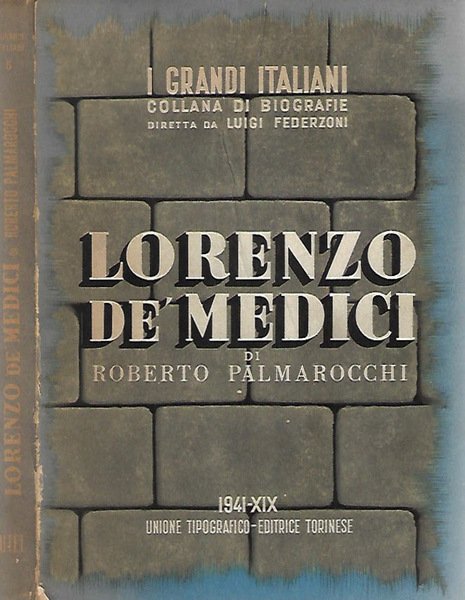 I GRANDI ITALIANI
COLLANA DI BIOGRAFIE
DIRETTA DA LUIGI FEDERZONI
LORENZO
DE' MEDICI
DI
ROBERTO PALMAROCCHI
1941-XIX
UNIONE TIPOGRAFICO-EDITRICE TORINESE
LORENZO DE' MEDICI
ROBERTO PALMAROCCHI